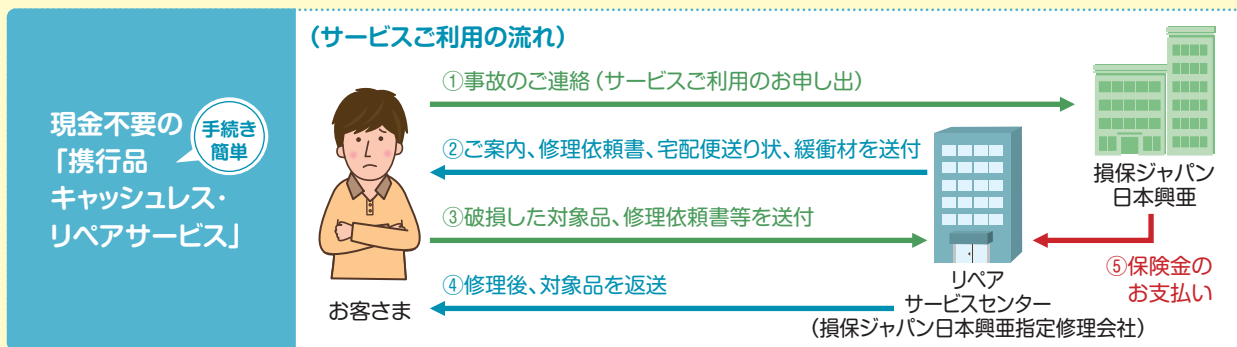 現金不要の
「携行品
キャッシュレス・
リペアサービス」
手続き
簡単
（サービスご利用の流れ）
①事故のご連絡（サービスご利用のお申し出）
②ご案内、修理依頼書、宅配便送り状、緩衝材を送付
③破損した対象品、修理依頼書等を送付
④修理後、対象品を返送
お客さま
損保ジャパン
日本興亜
⑤保険金の
お支払い
リペア
サービスセンター
（損保ジャパン日本興亜指定修理会社）